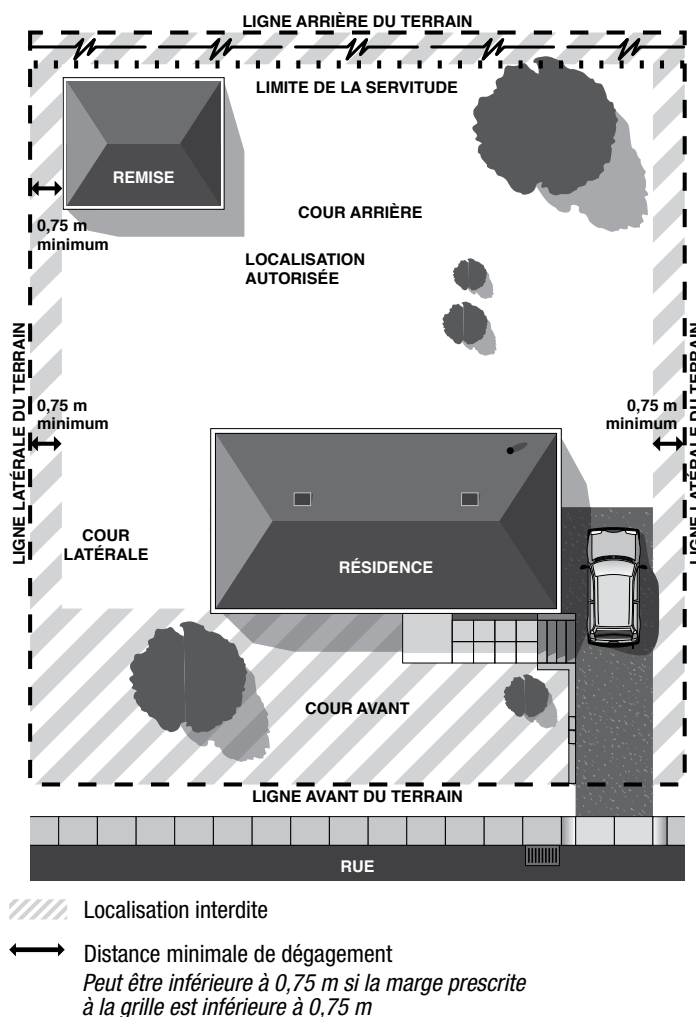 LIGNE ARRIÈRE DU TERRAIN
LIMITE DE LA SERVITUDE
REMISE
COUR ARRIÈRE
0,75 m
minimum
LOCALISATION
AUTORISÉE
LIGNE LATÉRALE DU TERRAIN
0,75 m
minimum
0,75 m
minimum
LIGNE LATÉRALE DU TERRAIN
COUR
LATÉRALE
RÉSIDENCE
COUR AVANT
LIGNE AVANT DU TERRAIN
RUE
Localisation interdite
Distance minimale de dégagement
Peut être inférieure à 0,75 m si la marge prescrite
à la grille est inférieure à 0,75 m